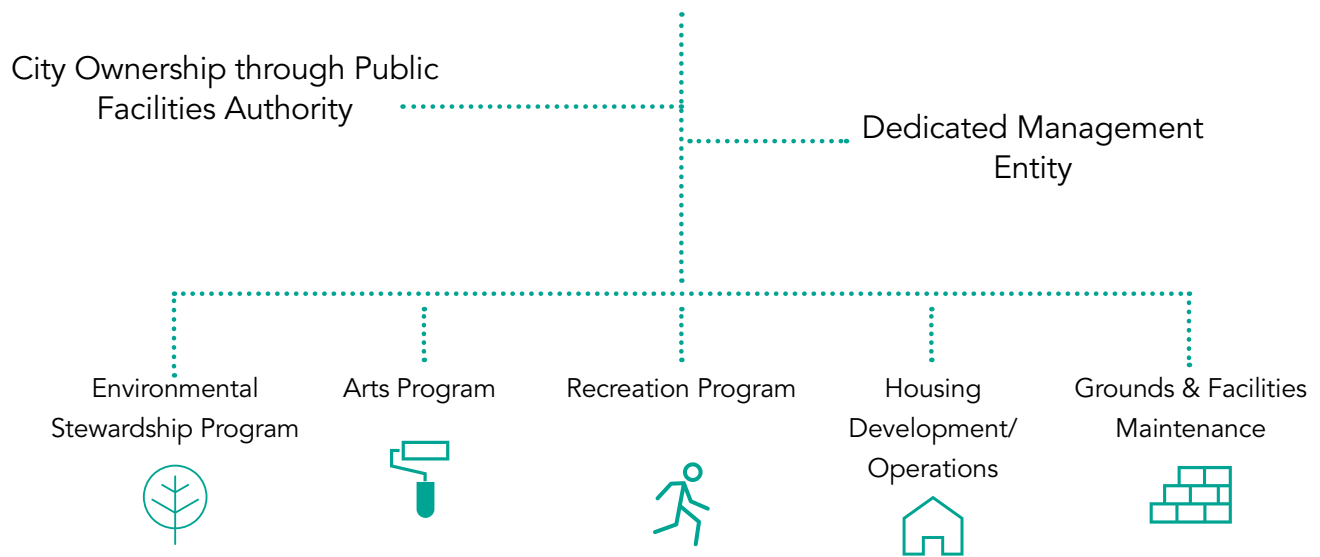 City Ownership through Public
Facilities Authority
Dedicated Management
Entity
Environmental
Stewardship Program
Arts Program
Recreation Program
Housing
Development/
Operations
Grounds & Facilities
Maintenance